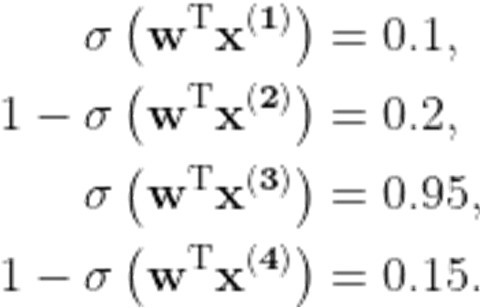 σ (wᵀx⁽¹⁾) = 0.1,
1 − σ (wᵀx⁽²⁾) = 0.2,
σ (wᵀx⁽³⁾) = 0.95,
1 − σ (wᵀx⁽⁴⁾) = 0.15.